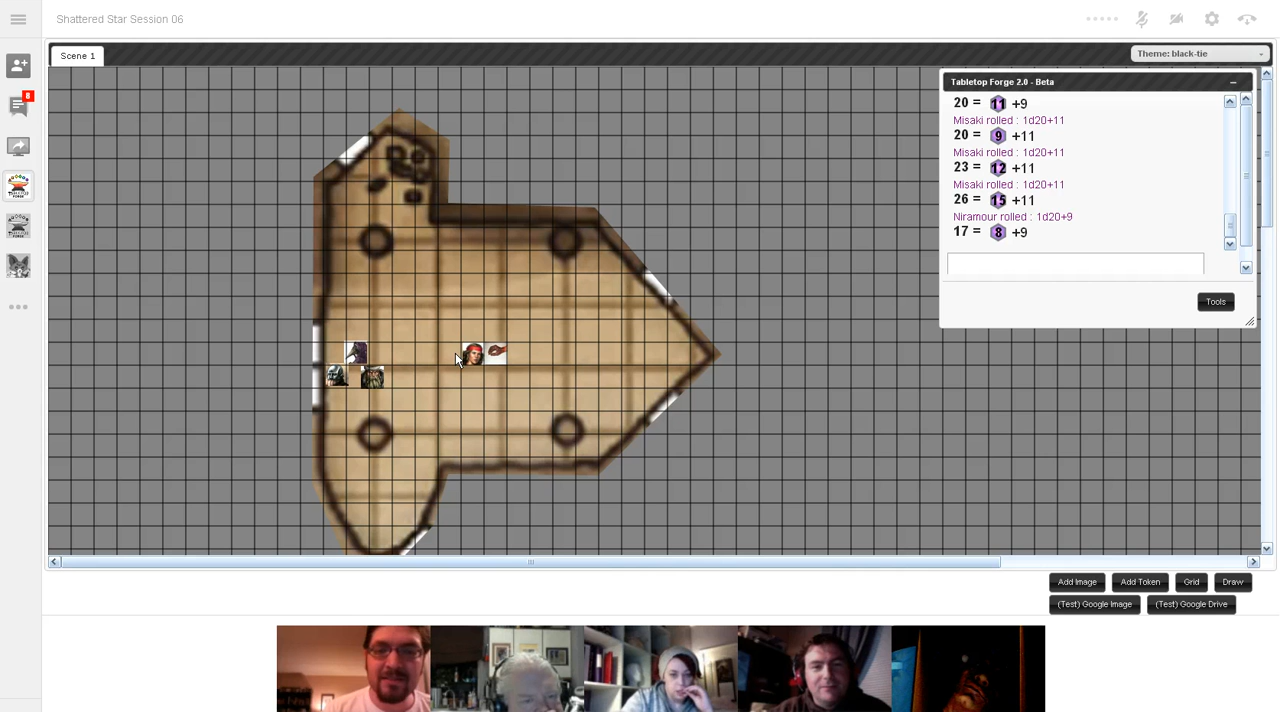 Shattered Star Session 06
Scene 1
Theme: black-tie
8
Tabletop Forge 2.0 - Beta
20 = 11 +9
Misaki rolled : 1d20+11
20 = 9 +11
Misaki rolled : 1d20+11
23 = 12 +11
Misaki rolled : 1d20+11
26 = 15 +11
Niramour rolled : 1d20+9
17 = 8 +9
Tools
Add Image
Add Token
Grid
Draw
(Test) Google Image
(Test) Google Drive